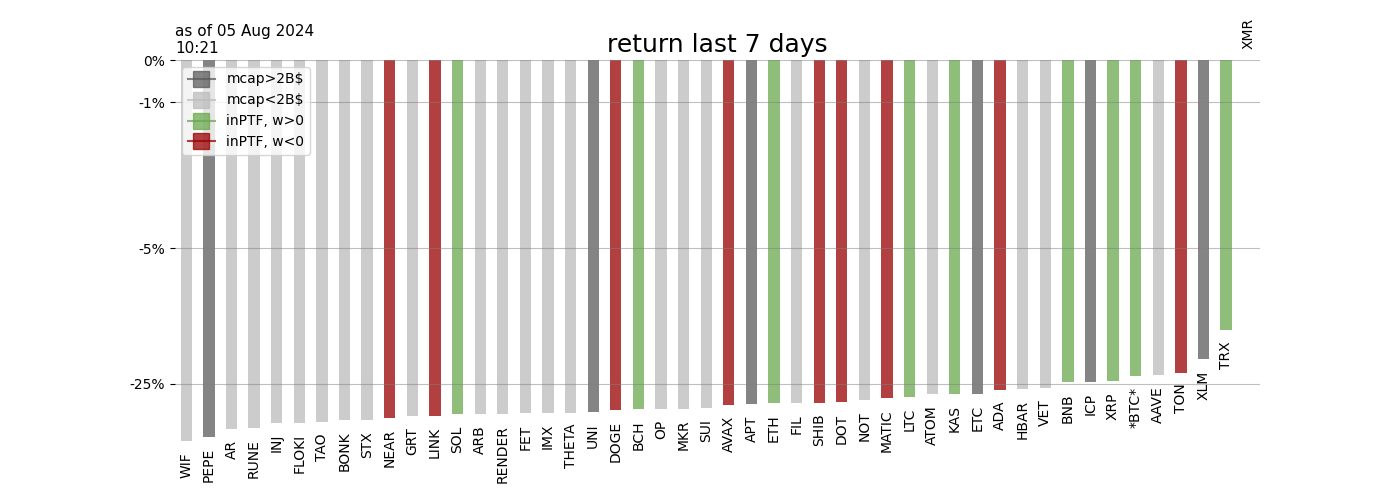 as of 05 Aug 2024
10:21
return last 7 days
XMR
0%
-1%
-5%
-25%
mcap>2B$
mcap<2B$
inPTF, w>0
inPTF, w<0
WIF
PEPE
AR
RUNE
INJ
FLOKI
TAO
BONK
STX
NEAR
GRT
LINK
SOL
ARB
RENDER
FET
IMX
THETA
UNI
DOGE
BCH
OP
MKR
SUI
AVAX
APT
ETH
FIL
SHIB
DOT
NOT
MATIC
LTC
ATOM
KAS
ETC
ADA
HBAR
VET
BNB
ICP
XRP
*BTC*
AAVE
TON
XLM
TRX